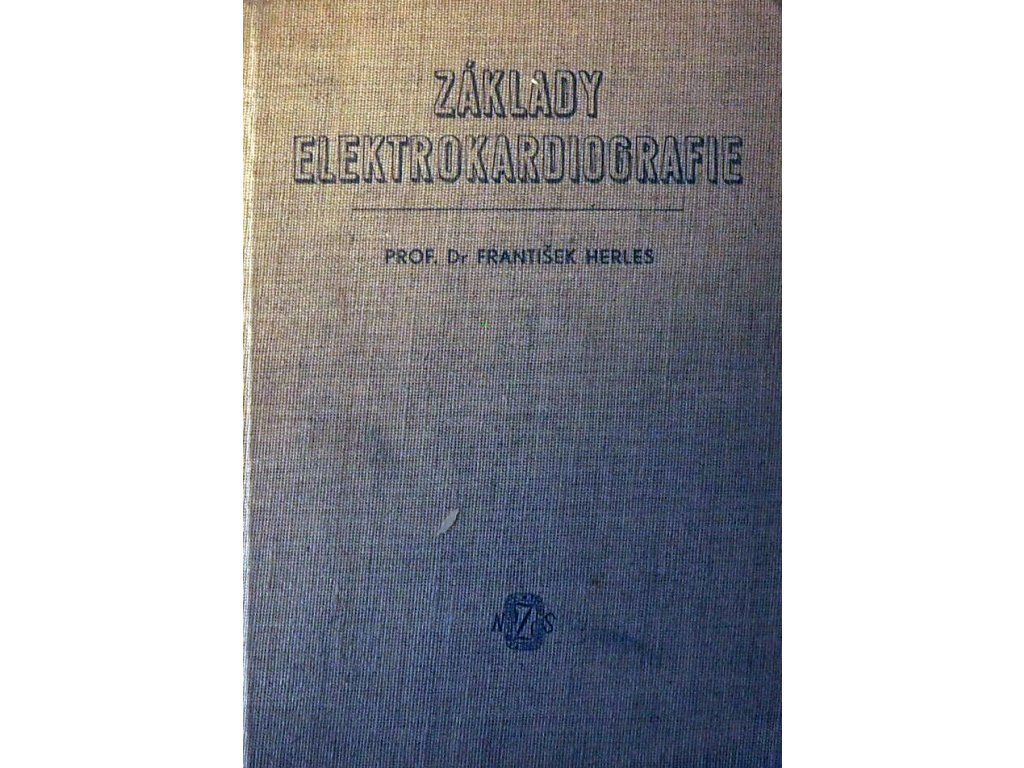 ZÁKLADY
ELEKTROKARDIOGRAFIE
PROF. Dr FRANTIŠEK HERLES
N Z S